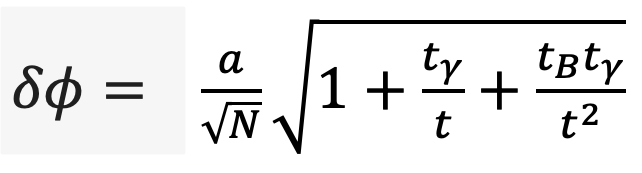 δϕ = a/√N √(1 + t_γ/t + t_B t_γ/t²)